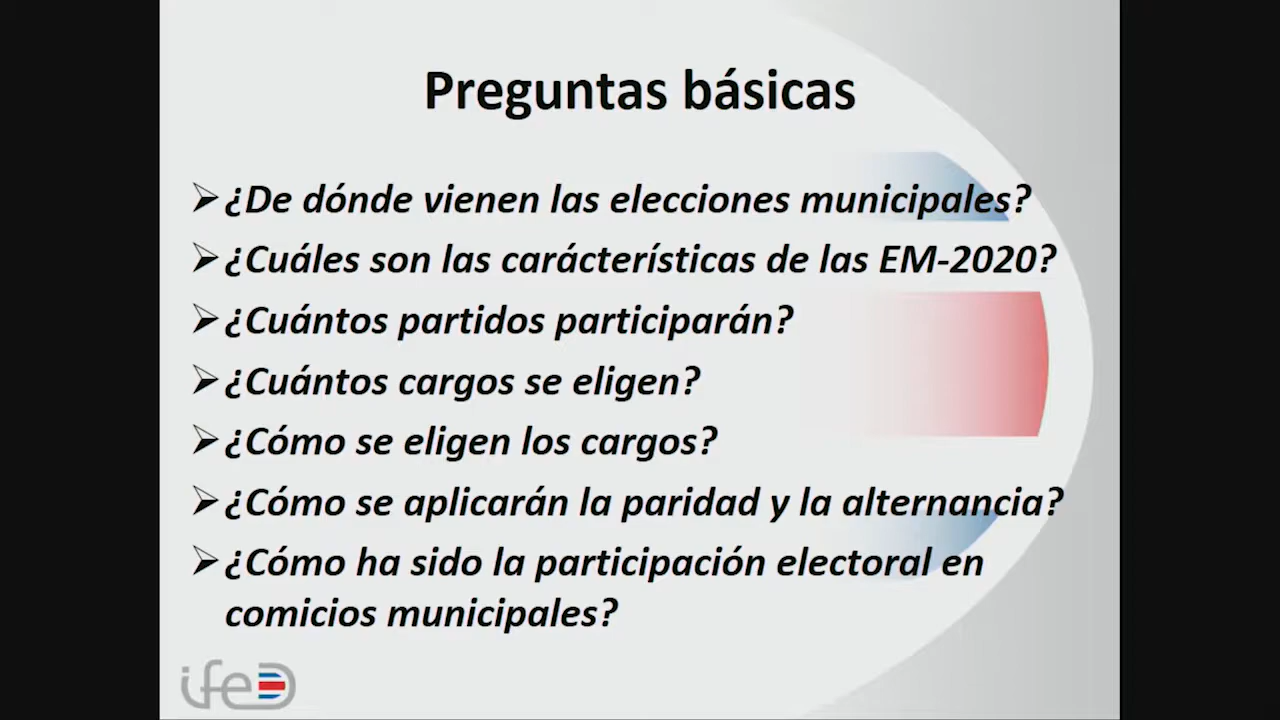 Preguntas básicas
¿De dónde vienen las elecciones municipales?
¿Cuáles son las carácterísticas de las EM-2020?
¿Cuántos partidos participarán?
¿Cuántos cargos se eligen?
¿Cómo se eligen los cargos?
¿Cómo se aplicarán la paridad y la alternancia?
¿Cómo ha sido la participación electoral en
comicios municipales?
ifed